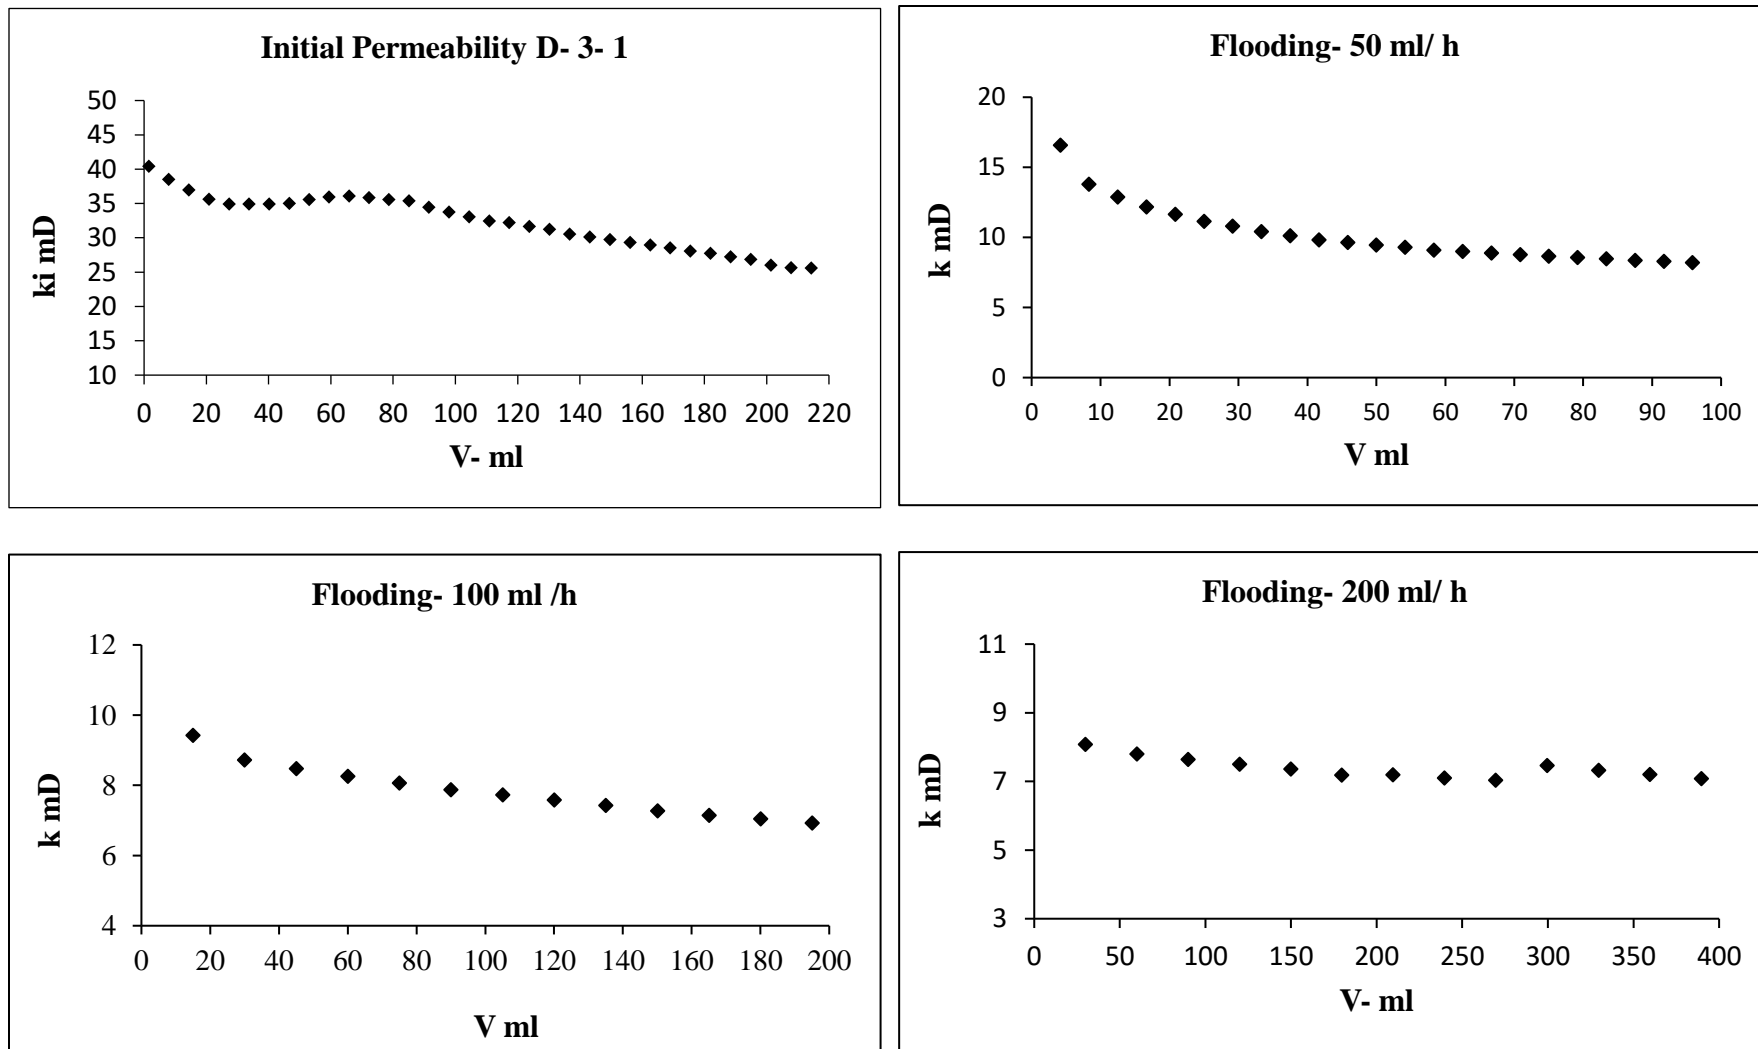 Initial Permeability D- 3- 1
50
45
40
35
30
25
20
15
10
ki mD
0 20 40 60 80 100 120 140 160 180 200 220
V- ml
Flooding- 50 ml/ h
20
15
10
5
0
k mD
0 10 20 30 40 50 60 70 80 90 100
V ml
Flooding- 100 ml /h
12
10
8
6
4
k mD
0 20 40 60 80 100 120 140 160 180 200
V ml
Flooding- 200 ml/ h
11
9
7
5
3
k mD
0 50 100 150 200 250 300 350 400
V- ml